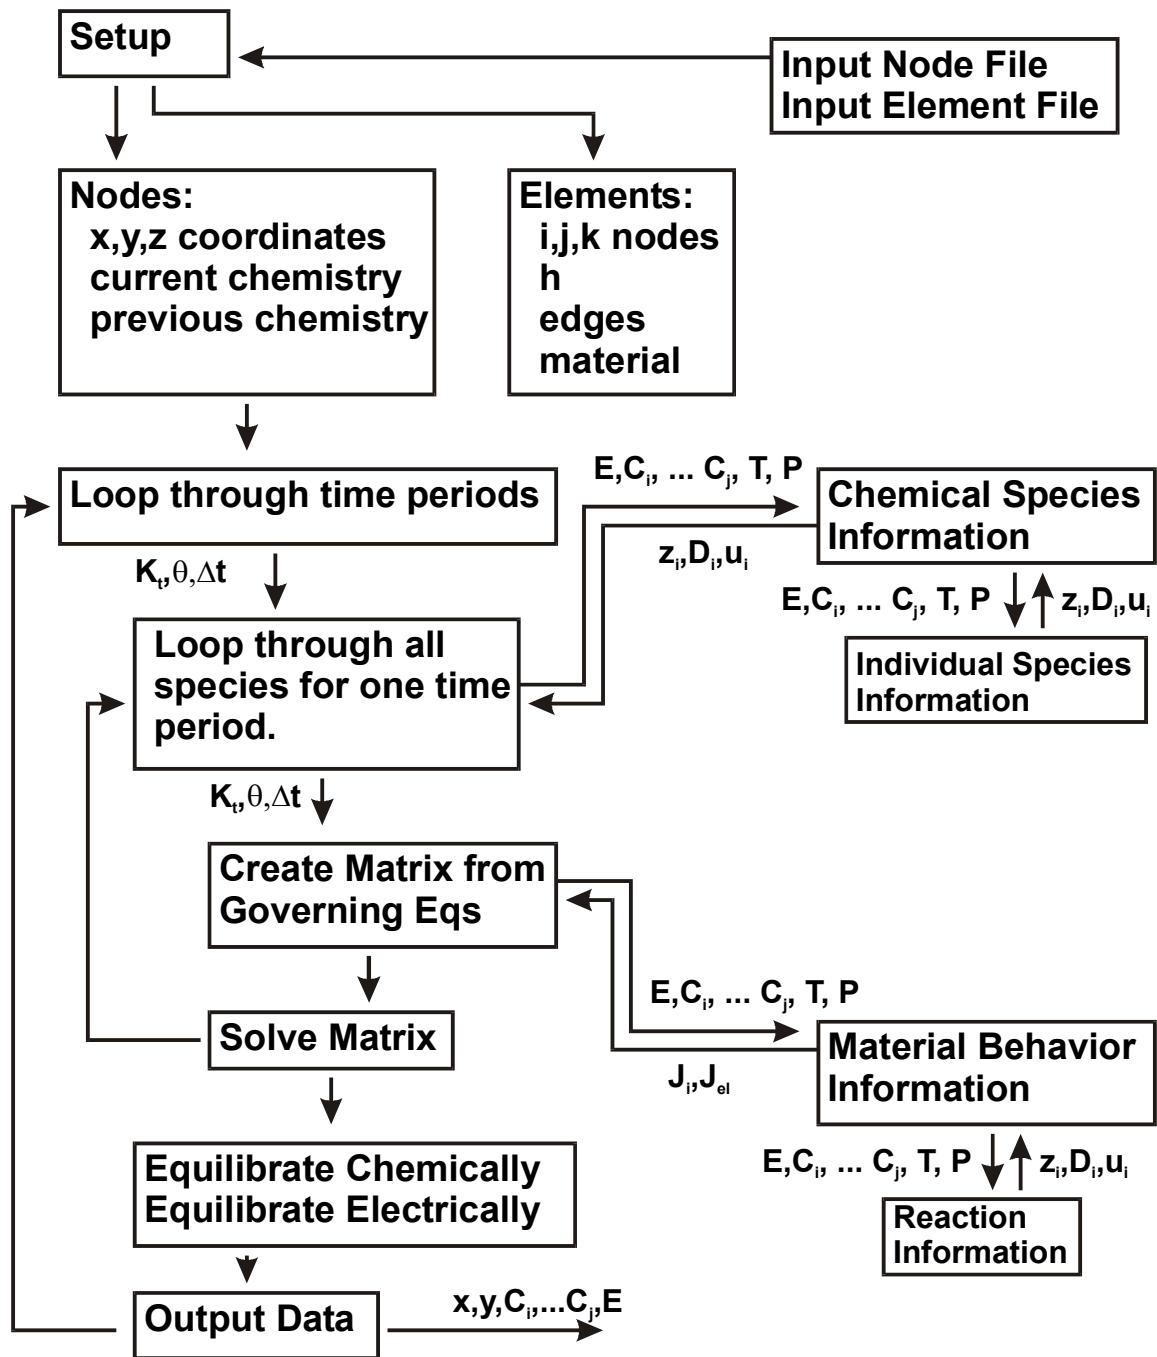 Setup
Input Node File
Input Element File
Nodes:
x,y,z coordinates
current chemistry
previous chemistry
Elements:
i,j,k nodes
h
edges
material
Loop through time periods
E,Cᵢ, ... Cⱼ, T, P
zᵢ,Dᵢ,uᵢ
Chemical Species
Information
Kₜ,θ,Δt
E,Cᵢ, ... Cⱼ, T, P
zᵢ,Dᵢ,uᵢ
Individual Species
Information
Loop through all
species for one time
period.
Kₜ,θ,Δt
Create Matrix from
Governing Eqs
E,Cᵢ, ... Cⱼ, T, P
Jᵢ,Jₑₗ
Material Behavior
Information
Solve Matrix
E,Cᵢ, ... Cⱼ, T, P
zᵢ,Dᵢ,uᵢ
Reaction
Information
Equilibrate Chemically
Equilibrate Electrically
Output Data
x,y,Cᵢ,...Cⱼ,E